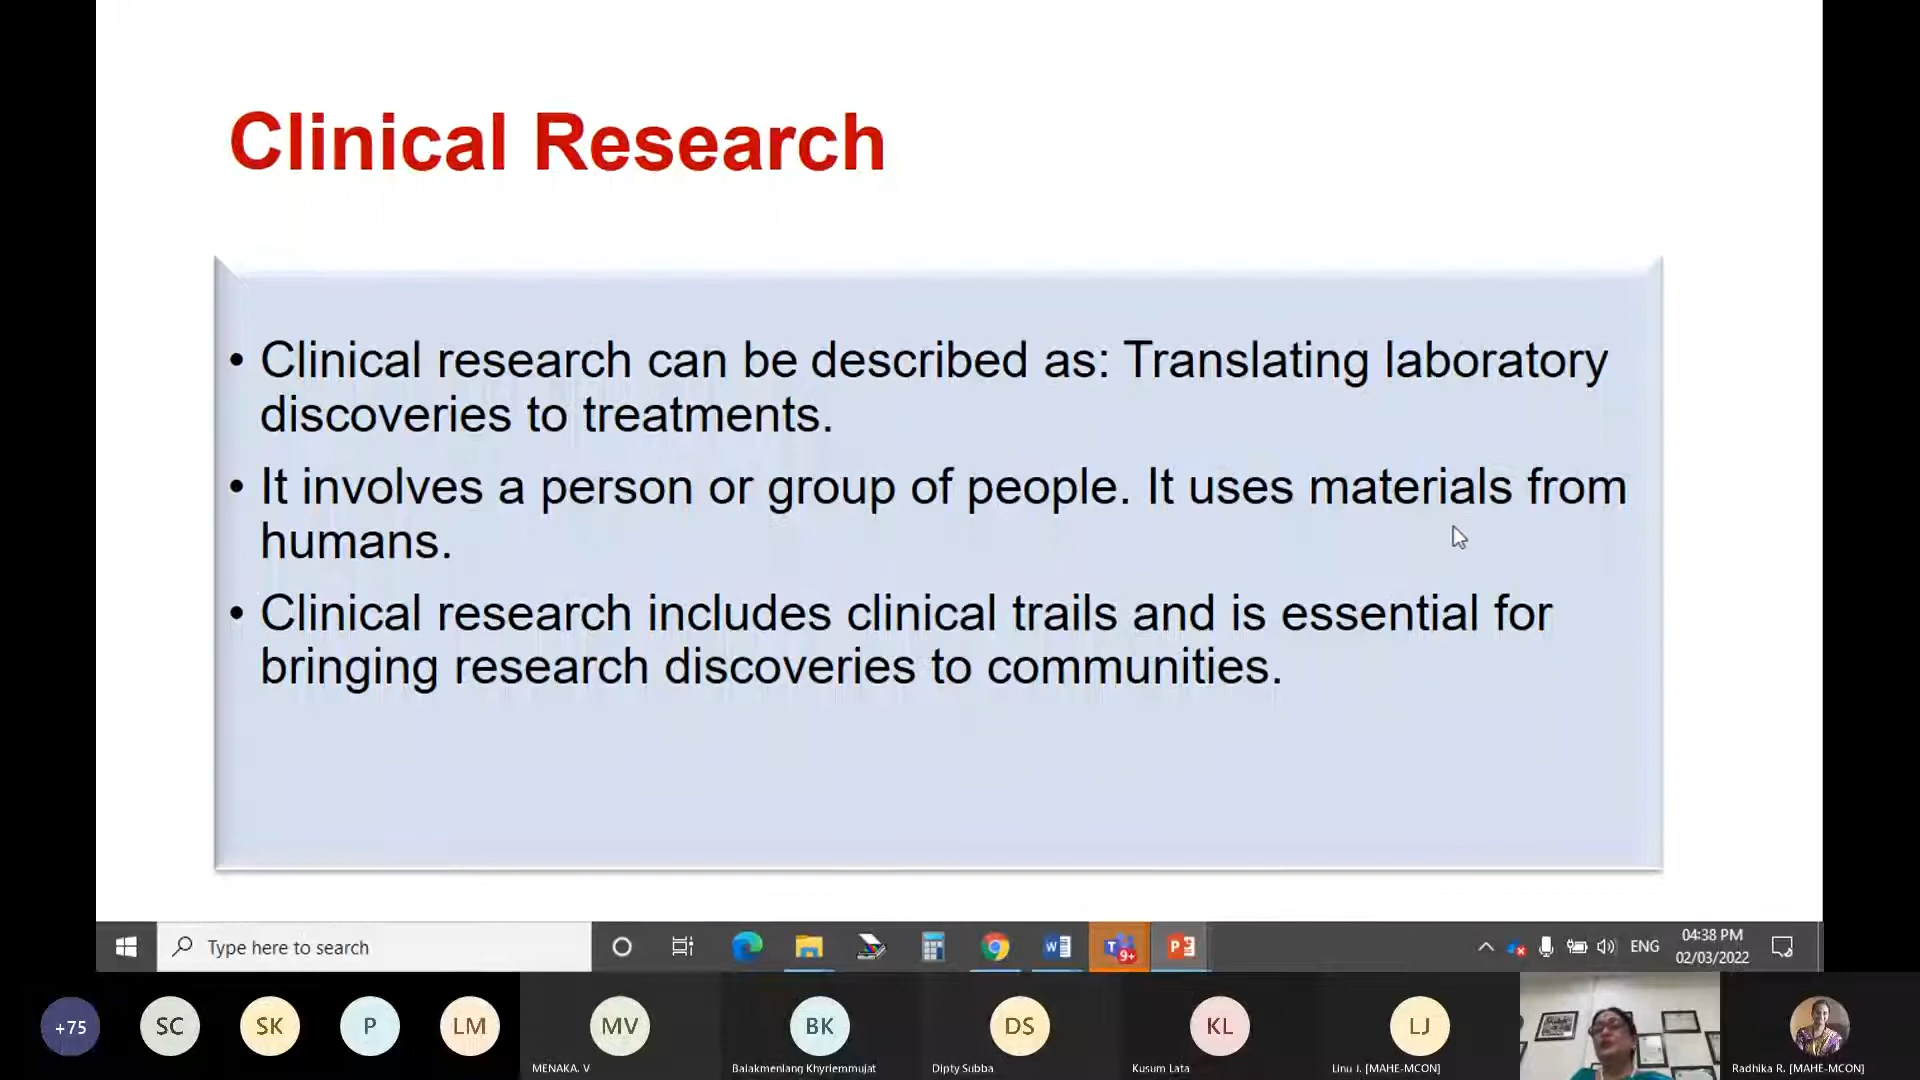 Clinical Research
• Clinical research can be described as: Translating laboratory
discoveries to treatments.
• It involves a person or group of people. It uses materials from
humans.
• Clinical research includes clinical trails and is essential for
bringing research discoveries to communities.
Type here to search
9+
ENG
04:38 PM
02/03/2022
+75
SC
SK
P
LM
MV
BK
DS
KL
LJ
MENAKA. V
Baiakmenlang Khyriemmujat
Dipty Subba
Kusum Lata
Linu J. [MAHE-MCON]
Radhika R. [MAHE-MCON]